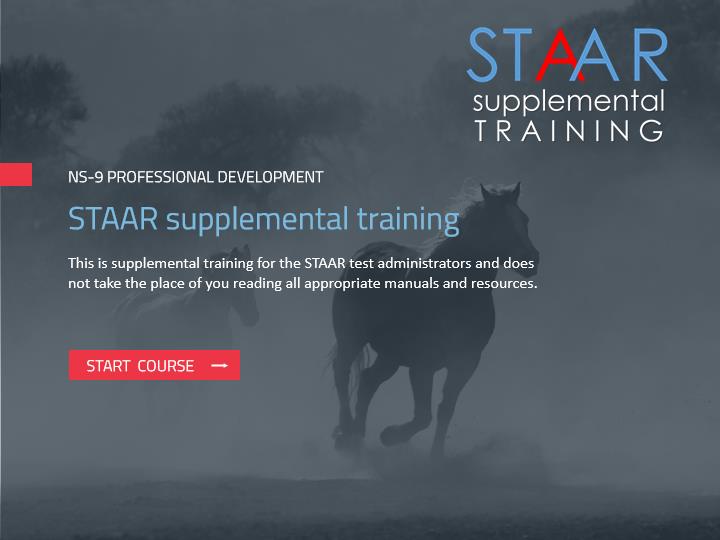 STAAR
supplemental
TRAINING
NS-9 PROFESSIONAL DEVELOPMENT
STAAR supplemental training
This is supplemental training for the STAAR test administrators and does
not take the place of you reading all appropriate manuals and resources.
START COURSE